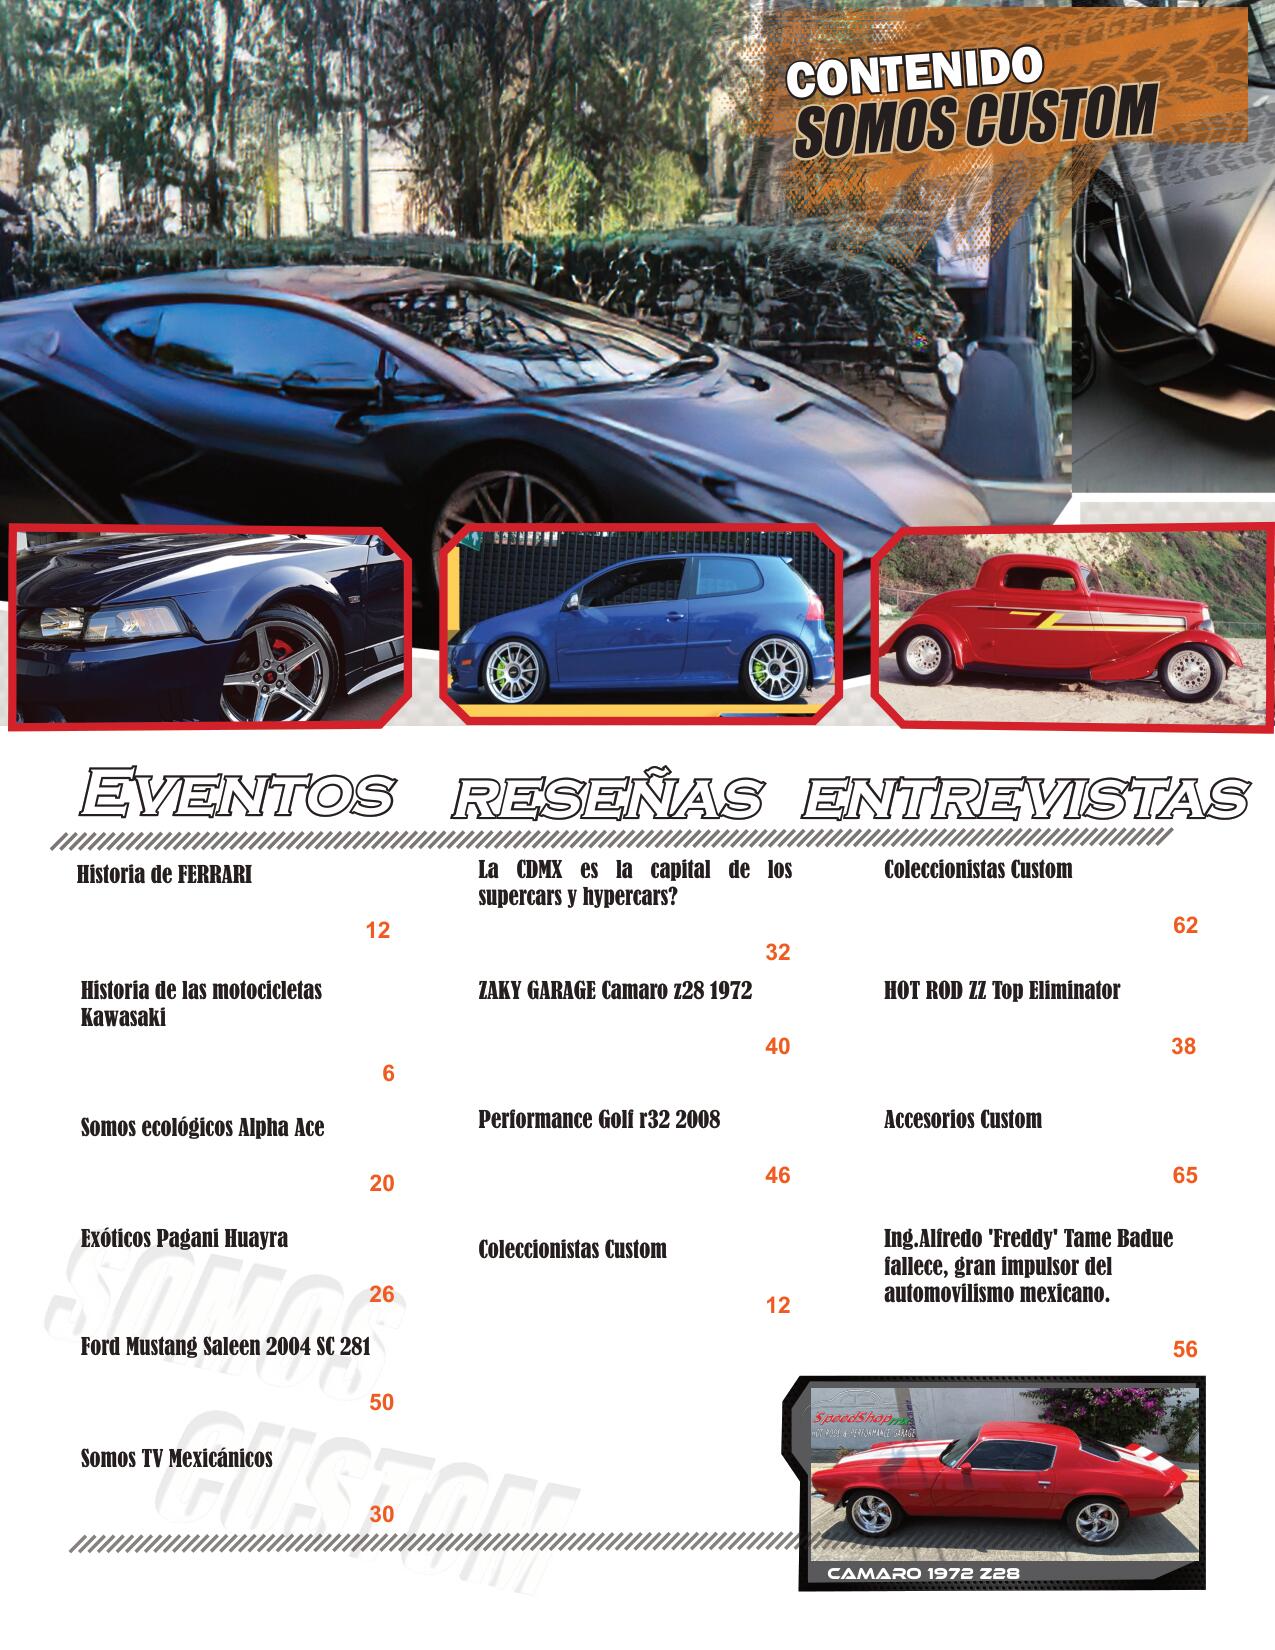 CONTENIDO
SOMOS CUSTOM
EVENTOS
Historia de FERRARI
12
Historia de las motocicletas
Kawasaki
6
Somos ecológicos Alpha Ace
20
Exóticos Pagani Huayra
26
Ford Mustang Saleen 2004 SC 281
50
Somos TV Mexicánicos
30
RESEÑAS
La CDMX es la capital de los
supercars y hypercars?
32
ZAKY GARAGE Camaro z28 1972
40
Performance Golf r32 2008
46
Coleccionistas Custom
12
ENTREVISTAS
Coleccionistas Custom
62
HOT ROD ZZ Top Eliminator
38
Accesorios Custom
65
Ing.Alfredo 'Freddy' Tame Badue
fallece, gran impulsor del
automovilismo mexicano.
56
SOMOS
CUSTOM
SpeedShop
HOT RODS & PERFORMANCE GARAGE
CAMARO 1972 Z28